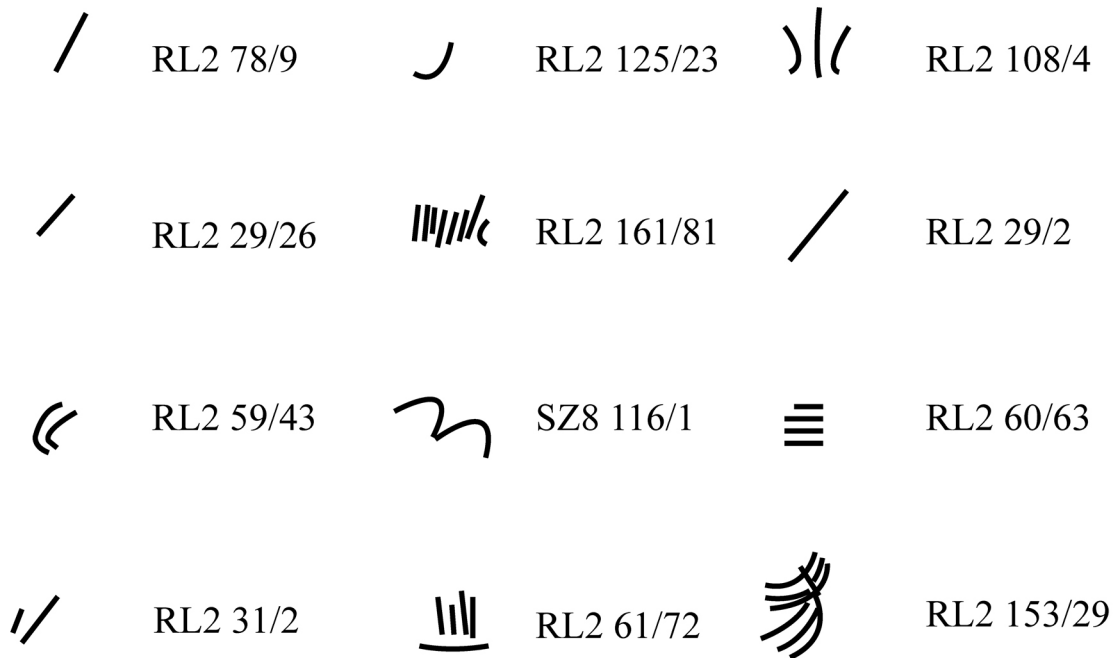 RL2 78/9 RL2 125/23 RL2 108/4
RL2 29/26 RL2 161/81 RL2 29/2
RL2 59/43 SZ8 116/1 RL2 60/63
RL2 31/2 RL2 61/72 RL2 153/29